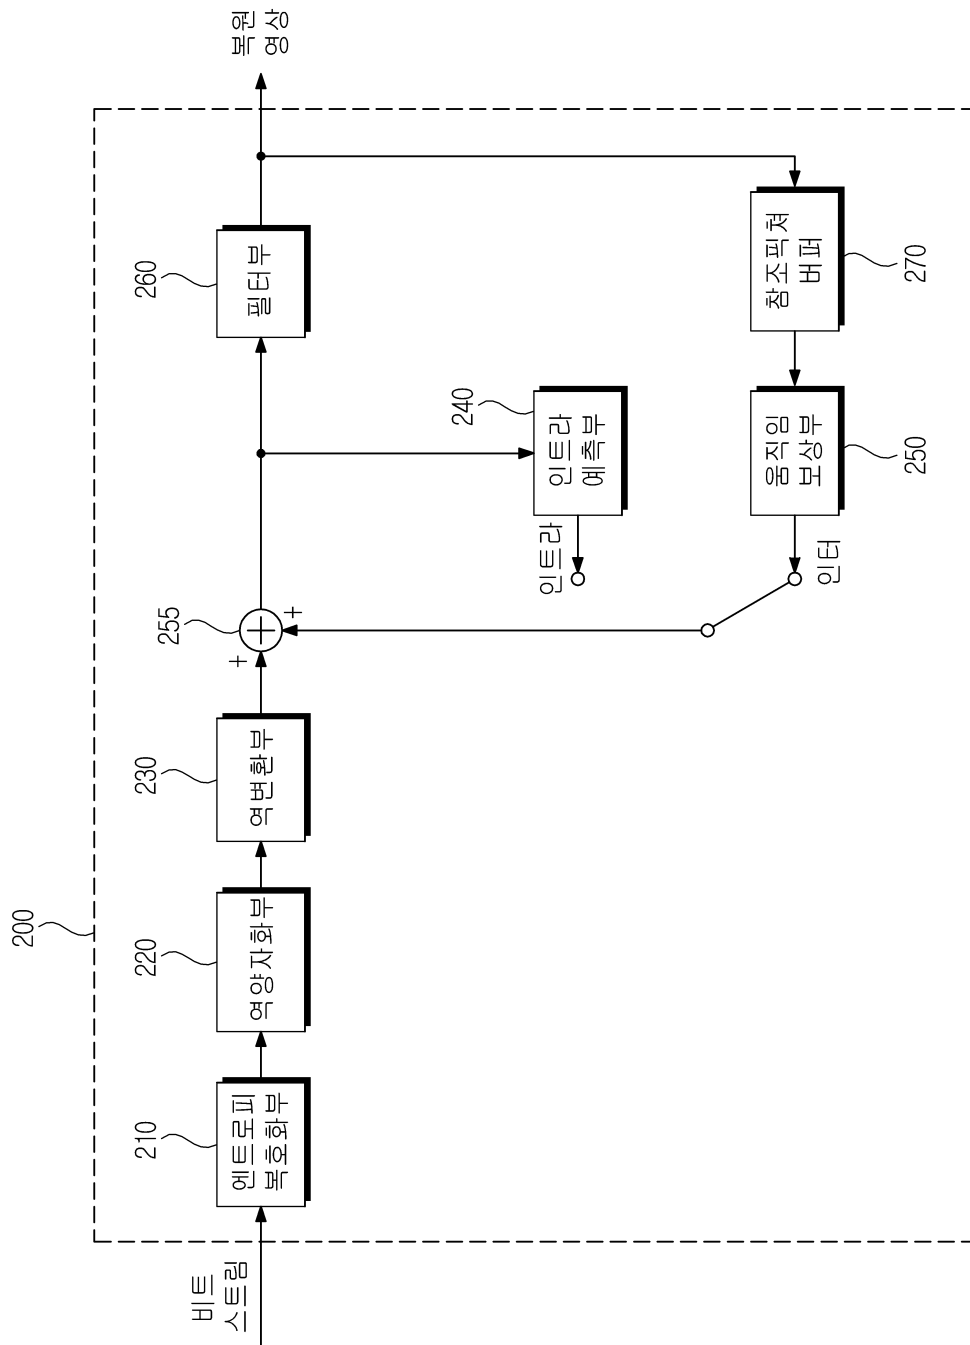 200
비트
스트림
210
엔트로피
복호화부
220
역양자화부
230
역변환부
+
255
+
260
필터부
복원
영상
240
인트라
예측부
인트라
270
참조픽쳐
버퍼
250
움직임
보상부
인터